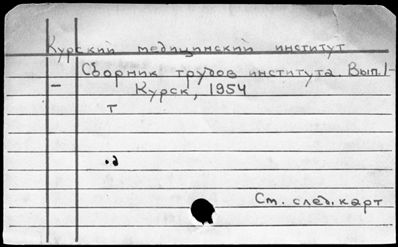 Курский медицинский институт
Сборник трудов института. Вып.1-
– Курск, 1954
т
.а
См. след. карт